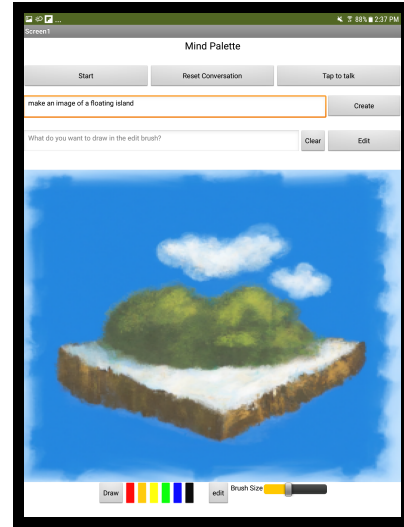 ... 88% 2:37 PM
Screen1
Mind Palette
Start Reset Conversation Tap to talk
make an image of a floating island Create
What do you want to draw in the edit brush? Clear Edit
Draw edit Brush Size